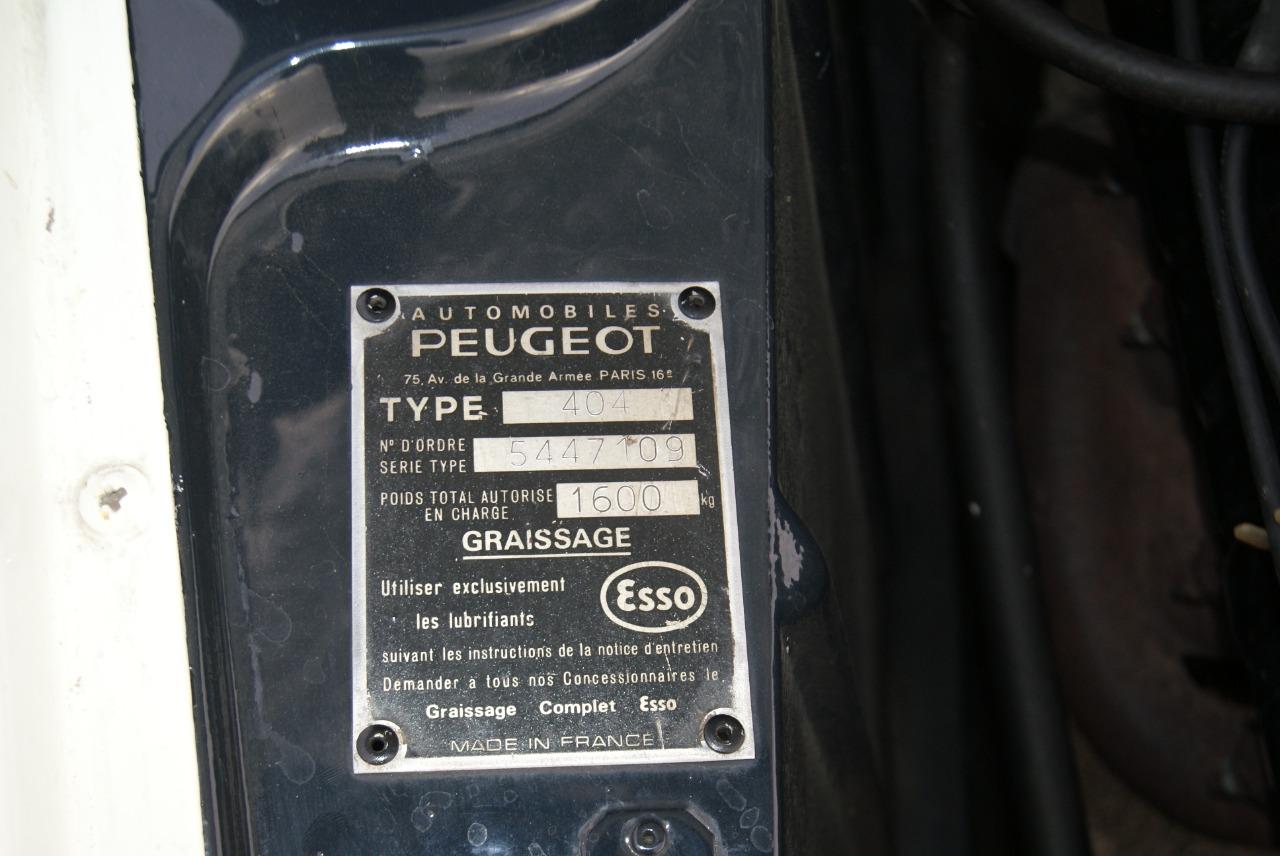 AUTOMOBILES
PEUGEOT
75, Av. de la Grande Armée PARIS 16e
TYPE 404
N° D'ORDRE
SERIE TYPE 5447109
POIDS TOTAL AUTORISE
EN CHARGE 1600 kg
GRAISSAGE
Utiliser exclusivement
les lubrifiants
Esso
suivant les instructions de la notice d'entretien
Demander a tous nos Concessionnaires le
Graissage Complet Esso
MADE IN FRANCE